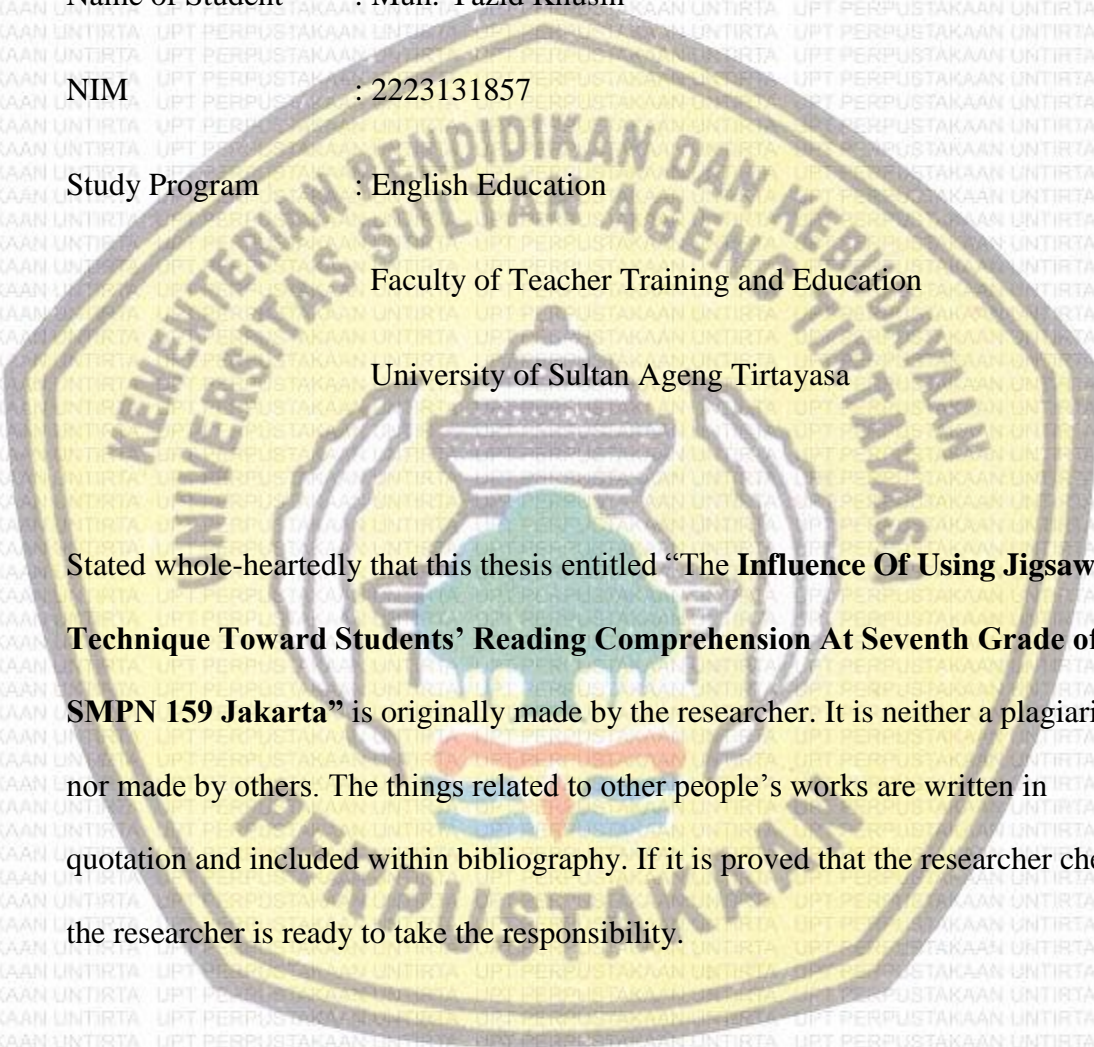 NIM : 2223131857
Study Program : English Education
Faculty of Teacher Training and Education
University of Sultan Ageng Tirtayasa
Stated whole-heartedly that this thesis entitled “The Influence Of Using Jigsaw
Technique Toward Students’ Reading Comprehension At Seventh Grade of
SMPN 159 Jakarta” is originally made by the researcher. It is neither a plagiari
nor made by others. The things related to other people’s works are written in
quotation and included within bibliography. If it is proved that the researcher che
the researcher is ready to take the responsibility.
KEMENTERIAN PENDIDIKAN DAN KEBUDAYAAN
UNIVERSITAS SULTAN AGENG TIRTAYASA
PERPUSTAKAAN
UPT PERPUSTAKAAN UNTIRTA